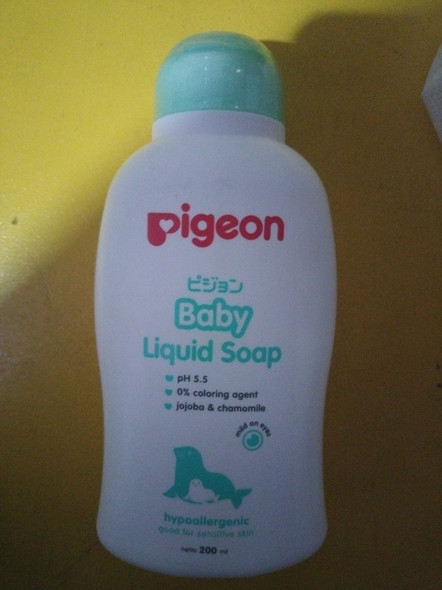 pigeon
ピジョン
Baby
Liquid Soap
pH 5.5
0% coloring agent
jojoba & chamomile
mild on eyes
hypoallergenic
good for sensitive skin
netto 200 ml